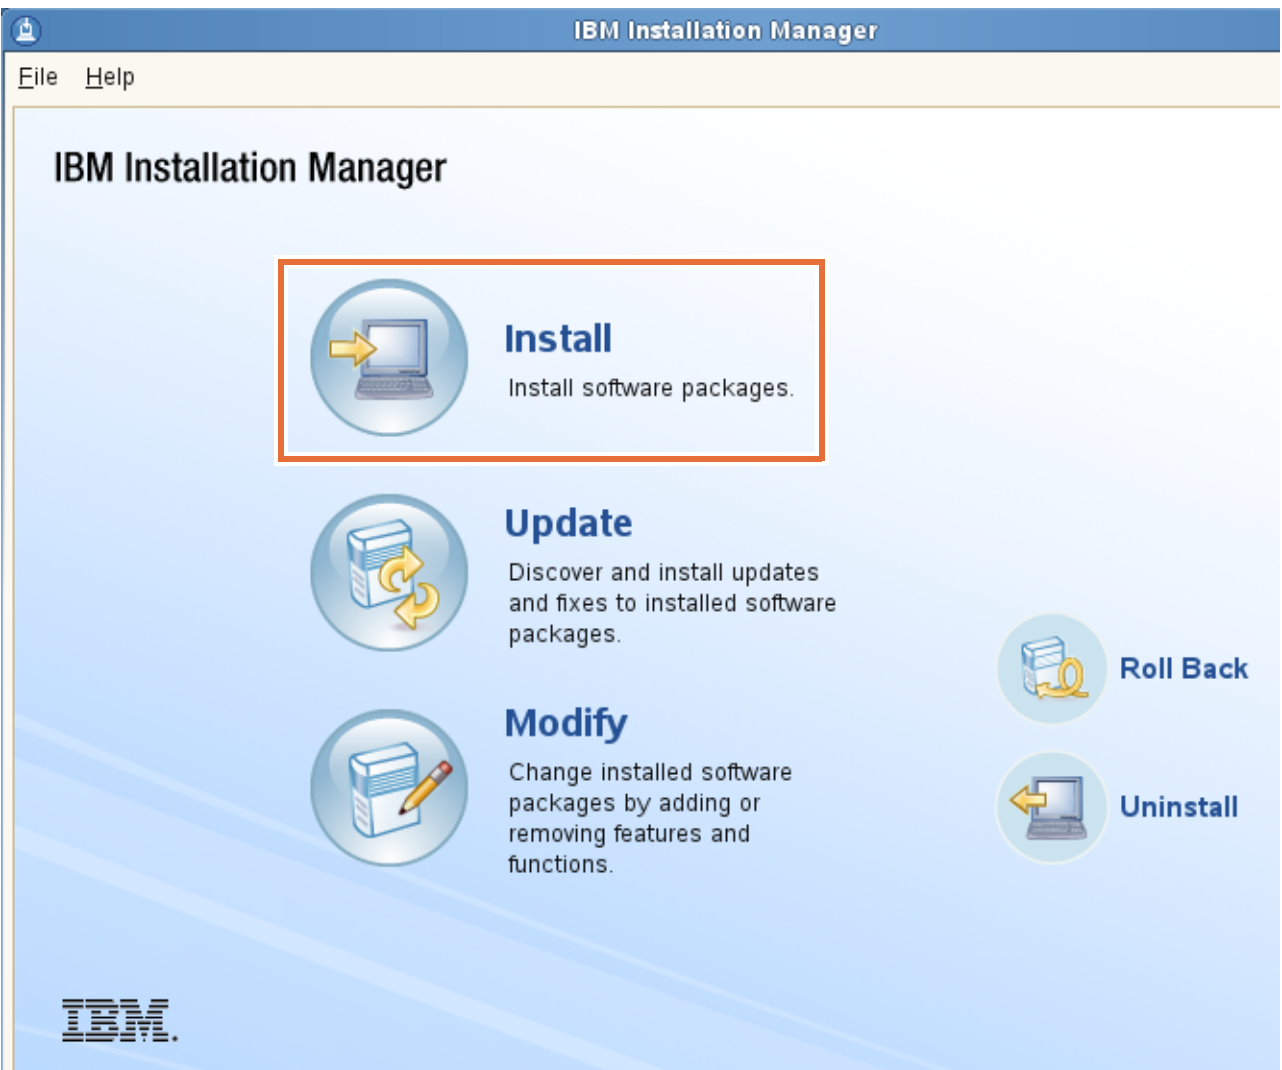 IBM Installation Manager
File Help
IBM Installation Manager
Install
Install software packages.
Update
Discover and install updates
and fixes to installed software
packages.
Roll Back
Modify
Change installed software
packages by adding or
removing features and
functions.
Uninstall
IBM.